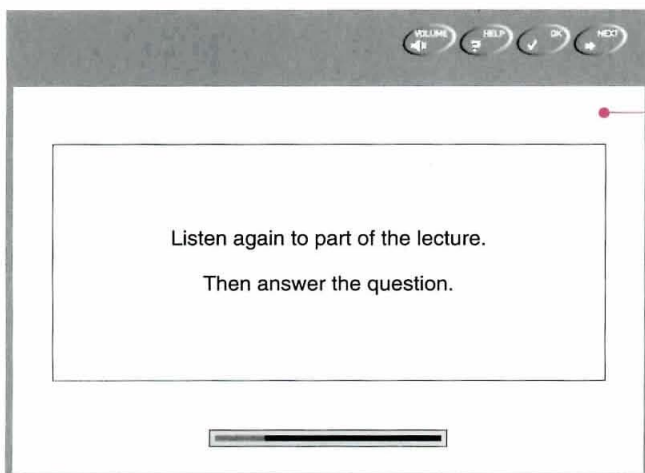 VOLUME HELP OK NEXT
Listen again to part of the lecture.
Then answer the question.